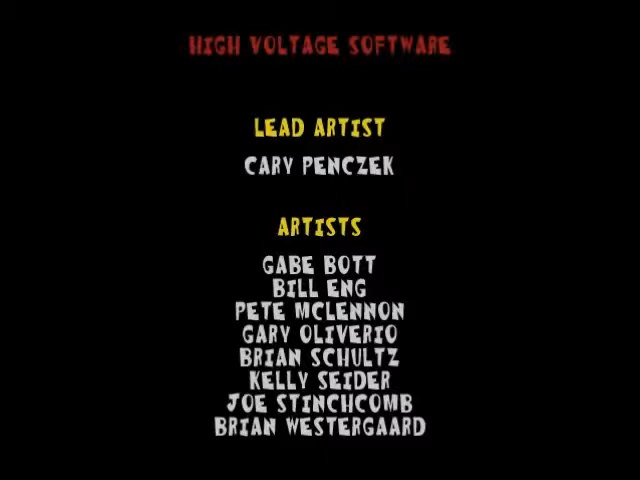 HIGH VOLTAGE SOFTWARE
LEAD ARTIST
CARY PENCZEK
ARTISTS
GABE BOTT
BILL ENG
PETE MCLENNON
GARY OLIVERIO
BRIAN SCHULTZ
KELLY SEIDER
JOE STINCHCOMB
BRIAN WESTERGAARD